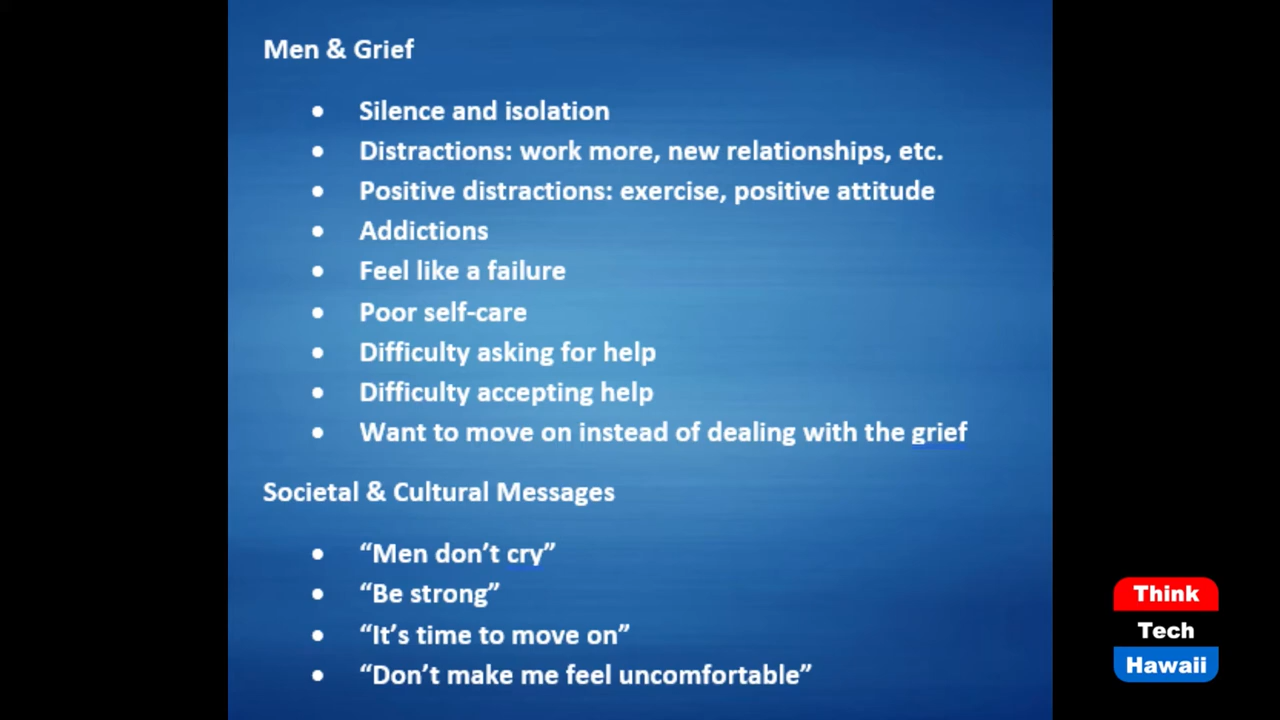 Men & Grief
• Silence and isolation
• Distractions: work more, new relationships, etc.
• Positive distractions: exercise, positive attitude
• Addictions
• Feel like a failure
• Poor self-care
• Difficulty asking for help
• Difficulty accepting help
• Want to move on instead of dealing with the grief
Societal & Cultural Messages
• “Men don’t cry”
• “Be strong”
• “It’s time to move on”
• “Don’t make me feel uncomfortable”
Think
Tech
Hawaii